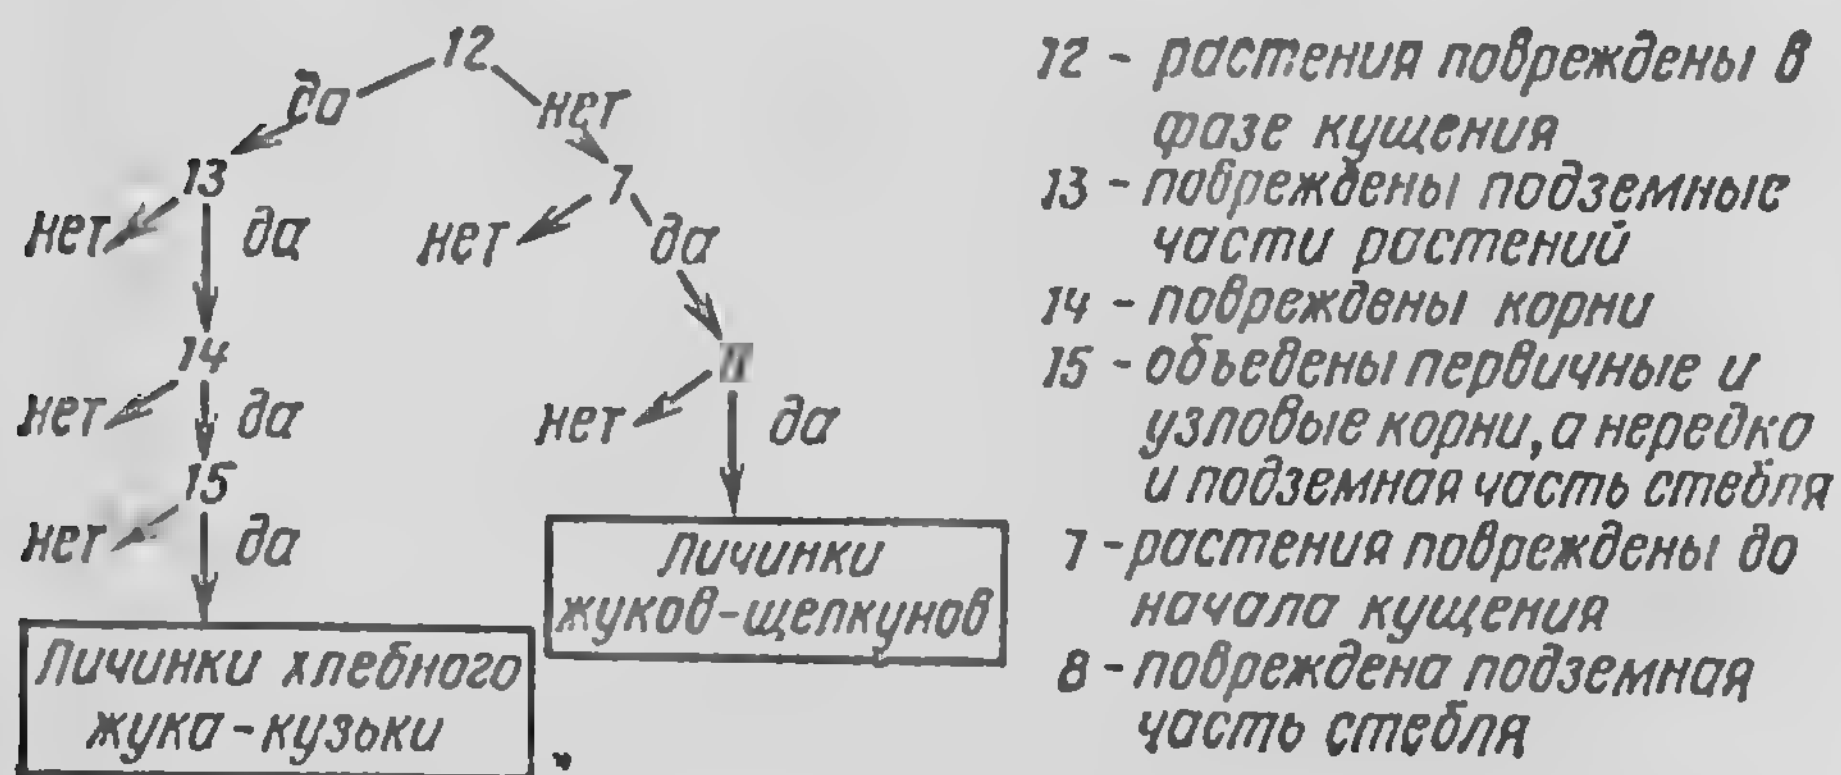 12
да
нет
13
7
нет
да
нет
да
14
нет
да
нет
да
15
нет
да
Личинки хлебного
жука-кузьки
Личинки
жуков-щелкунов
12 - растения повреждены в
фазе кущения
13 - повреждены подземные
части растений
14 - повреждены корни
15 - объедены первичные и
узловые корни, а нередко
и подземная часть стебля
7 - растения повреждены до
начала кущения
8 - повреждена подземная
часть стебля